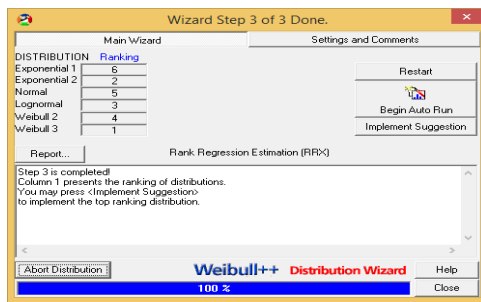 Wizard Step 3 of 3 Done.
Main Wizard
Settings and Comments
DISTRIBUTION Ranking
Exponential 1 6
Exponential 2 2
Normal 5
Lognormal 3
Weibull 2 4
Weibull 3 1
Restart
Begin Auto Run
Implement Suggestion
Report...
Rank Regression Estimation (RRX)
Step 3 is completed!
Column 1 presents the ranking of distributions.
You may press <Implement Suggestion>
to implement the top ranking distribution.
Abort Distribution
Weibull++ Distribution Wizard
Help
100 %
Close